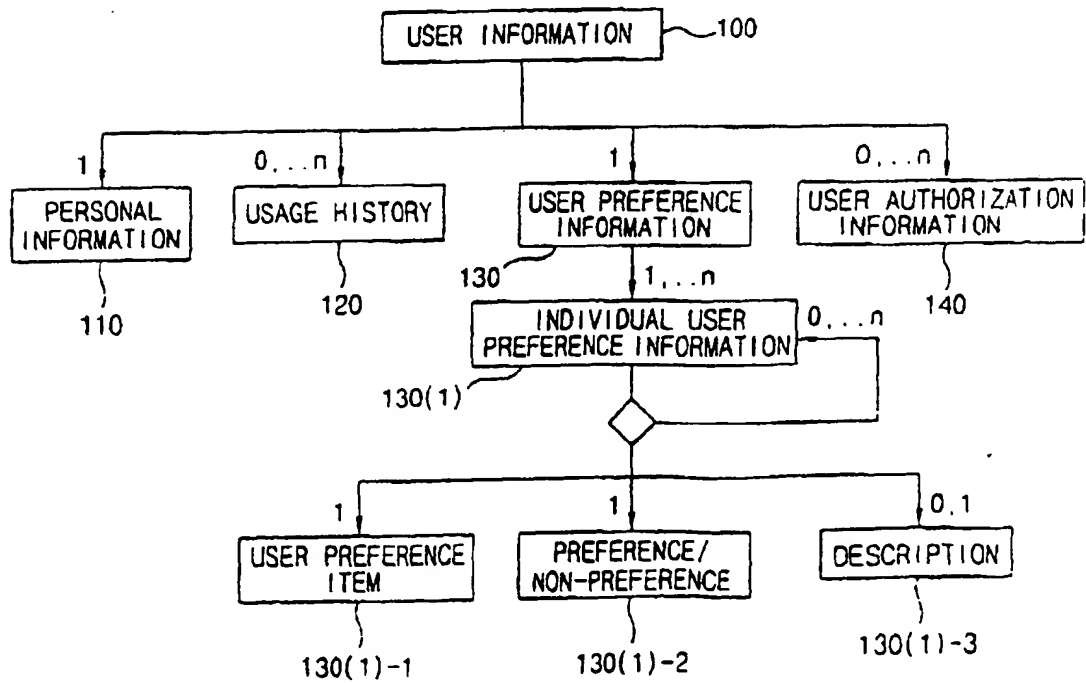 USER INFORMATION
100
1
0,...n
1
0,...n
PERSONAL
INFORMATION
USAGE HISTORY
USER PREFERENCE
INFORMATION
USER AUTHORIZATION
INFORMATION
110
120
130
1,..n
140
INDIVIDUAL USER
PREFERENCE INFORMATION
0,...n
130(1)
1
1
0,1
USER PREFERENCE
ITEM
PREFERENCE/
NON-PREFERENCE
DESCRIPTION
130(1)-1
130(1)-2
130(1)-3